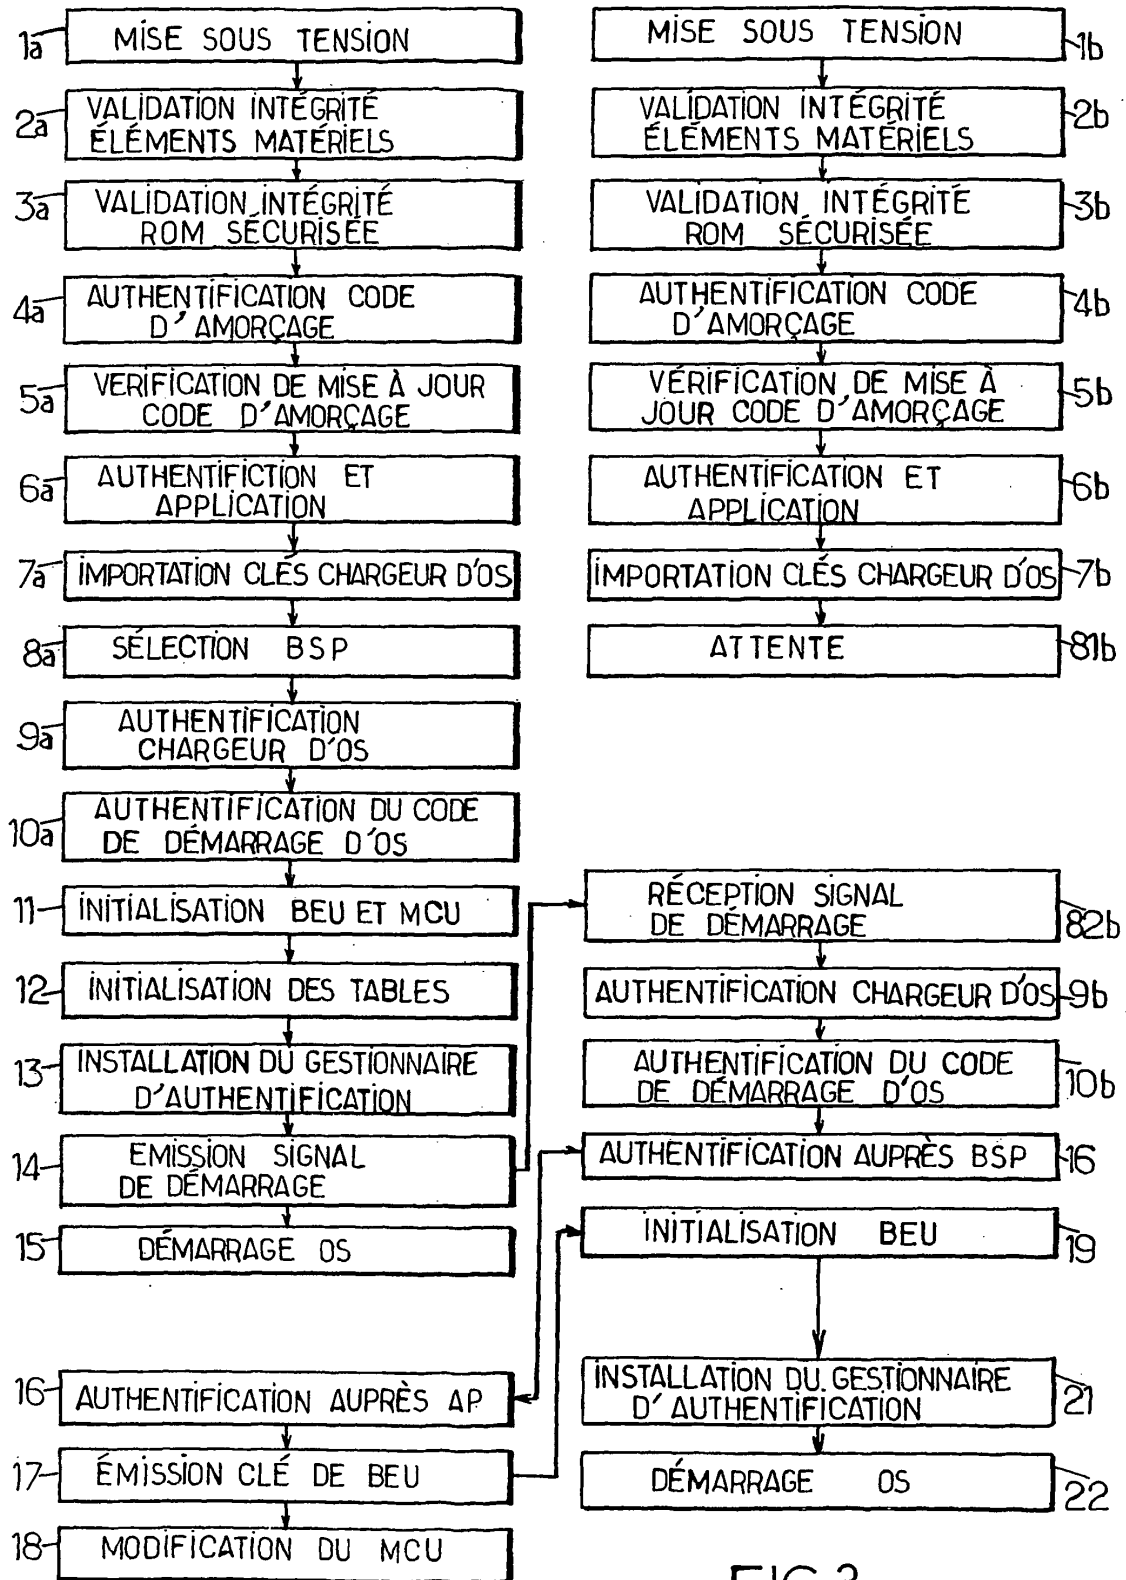 1a
MISE SOUS TENSION
2a
VALIDATION INTÉGRITÉ
ÉLÉMENTS MATÉRIELS
3a
VALIDATION INTÉGRITÉ
ROM SÉCURISÉE
4a
AUTHENTIFICATION CODE
D'AMORÇAGE
5a
VERIFICATION DE MISE À JOUR
CODE D'AMORÇAGE
6a
AUTHENTIFICTION ET
APPLICATION
7a
IMPORTATION CLÉS CHARGEUR D'OS
8a
SÉLECTION BSP
9a
AUTHENTIFICATION
CHARGEUR D'OS
10a
AUTHENTIFICATION DU CODE
DE DÉMARRAGE D'OS
11
INITIALISATION BEU ET MCU
12
INITIALISATION DES TABLES
13
INSTALLATION DU GESTIONNAIRE
D'AUTHENTIFICATION
14
EMISSION SIGNAL
DE DÉMARRAGE
15
DÉMARRAGE OS
16
AUTHENTIFICATION AUPRÈS AP
17
ÉMISSION CLÉ DE BEU
18
MODIFICATION DU MCU
MISE SOUS TENSION
1b
VALIDATION INTÉGRITÉ
ÉLÉMENTS MATÉRIELS
2b
VALIDATION INTÉGRITÉ
ROM SÉCURISÉE
3b
AUTHENTIFICATION CODE
D'AMORÇAGE
4b
VÉRIFICATION DE MISE À
JOUR CODE D'AMORÇAGE
5b
AUTHENTIFICATION ET
APPLICATION
6b
IMPORTATION CLÉS CHARGEUR D'OS
7b
ATTENTE
81b
RÉCEPTION SIGNAL
DE DÉMARRAGE
82b
AUTHENTIFICATION CHARGEUR D'OS
9b
AUTHENTIFICATION DU CODE
DE DÉMARRAGE D'OS
10b
AUTHENTIFICATION AUPRÈS BSP
16
INITIALISATION BEU
19
INSTALLATION DU GESTIONNAIRE
D'AUTHENTIFICATION
21
DÉMARRAGE OS
22